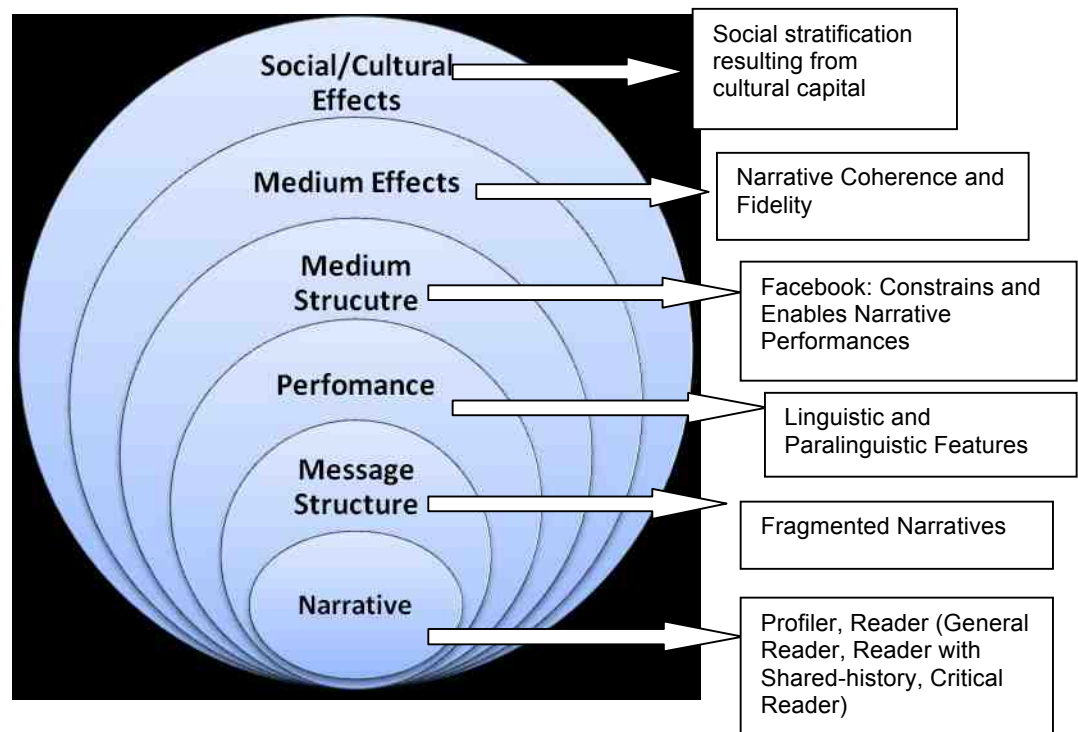 Social/Cultural
Effects
Social stratification
resulting from
cultural capital
Medium Effects
Narrative Coherence and
Fidelity
Medium
Strucutre
Facebook: Constrains and
Enables Narrative
Performances
Perfomance
Linguistic and
Paralinguistic Features
Message
Structure
Fragmented Narratives
Narrative
Profiler, Reader (General
Reader, Reader with
Shared-history, Critical
Reader)